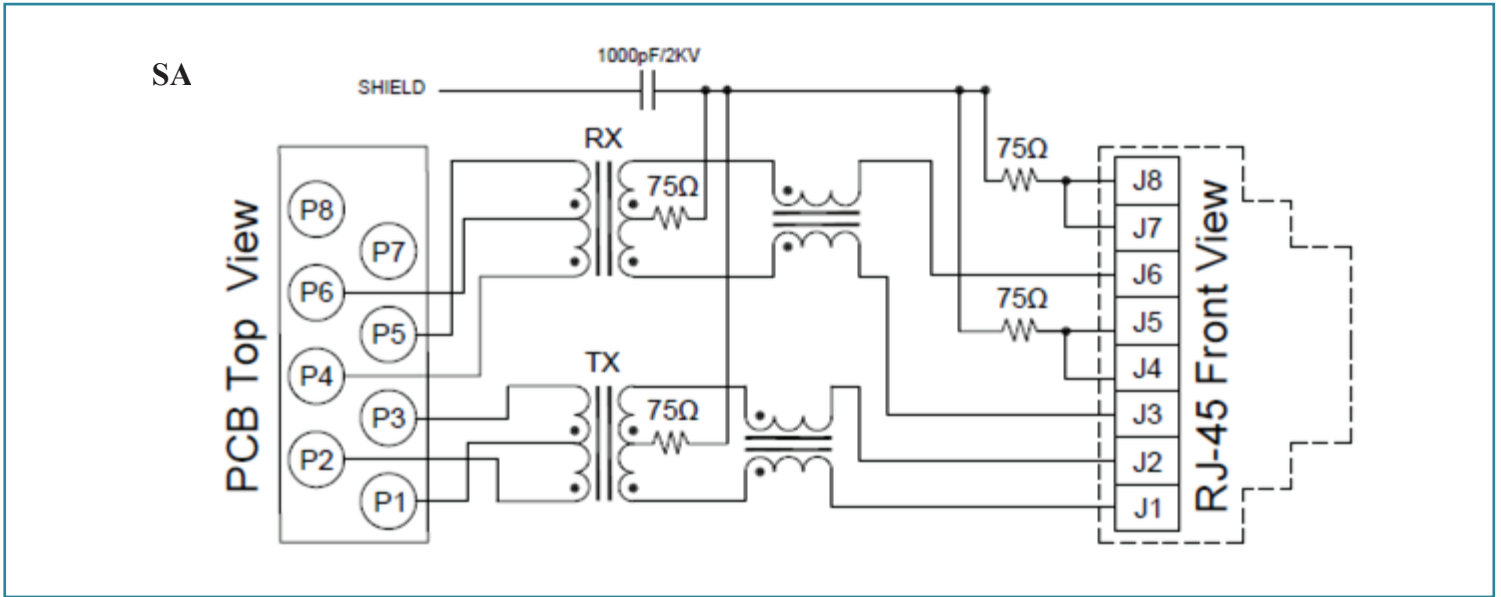 1000pF/2KV
SA
SHIELD
RX
75Ω
75Ω
J8
P8
J7
P7
J6
P6
75Ω
J5
P5
TX
J4
P4
75Ω
J3
P3
J2
P2
J1
P1
PCB Top View
RJ-45 Front View